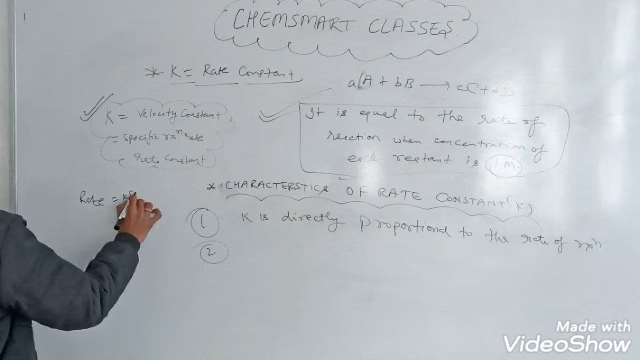 CHEMSMART CLASSES
* K = Rate Constant
aA + bB → cC + dD
K = Velocity Constant
= Specific rxn rate
= Rate Constant
It is equal to the rate of
reaction when concentration of
each reactant is 1M
* CHARACTERSTICS OF RATE CONSTANT(K)
Rate = K
1 K is directly proportional to the rate of rxn
2
Made with
VideoShow